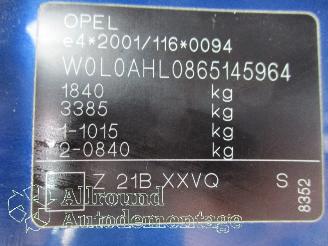 OPEL
e4*2001/116*0094
W0L0AHL0865145964
1840 kg
3385 kg
1-1015 kg
2-0840 kg
Z 21B XXVQ S
8352
Allround
Autodemontage